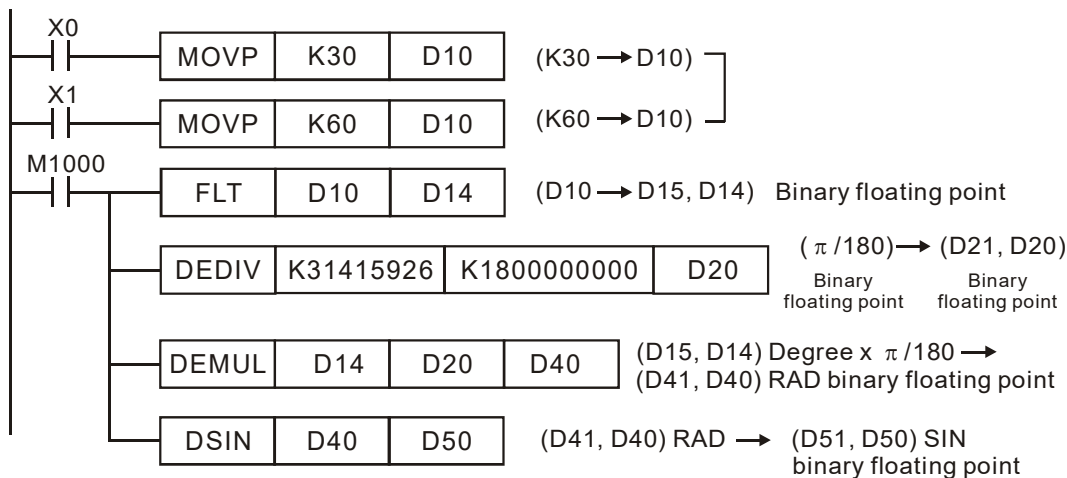 X0
MOVP K30 D10 (K30 → D10)
X1
MOVP K60 D10 (K60 → D10)
M1000
FLT D10 D14 (D10 → D15, D14) Binary floating point
DEDIV K31415926 K1800000000 D20 (π/180) → (D21, D20)
Binary floating point Binary floating point
DEMUL D14 D20 D40 (D15, D14) Degree x π/180 →
(D41, D40) RAD binary floating point
DSIN D40 D50 (D41, D40) RAD → (D51, D50) SIN
binary floating point